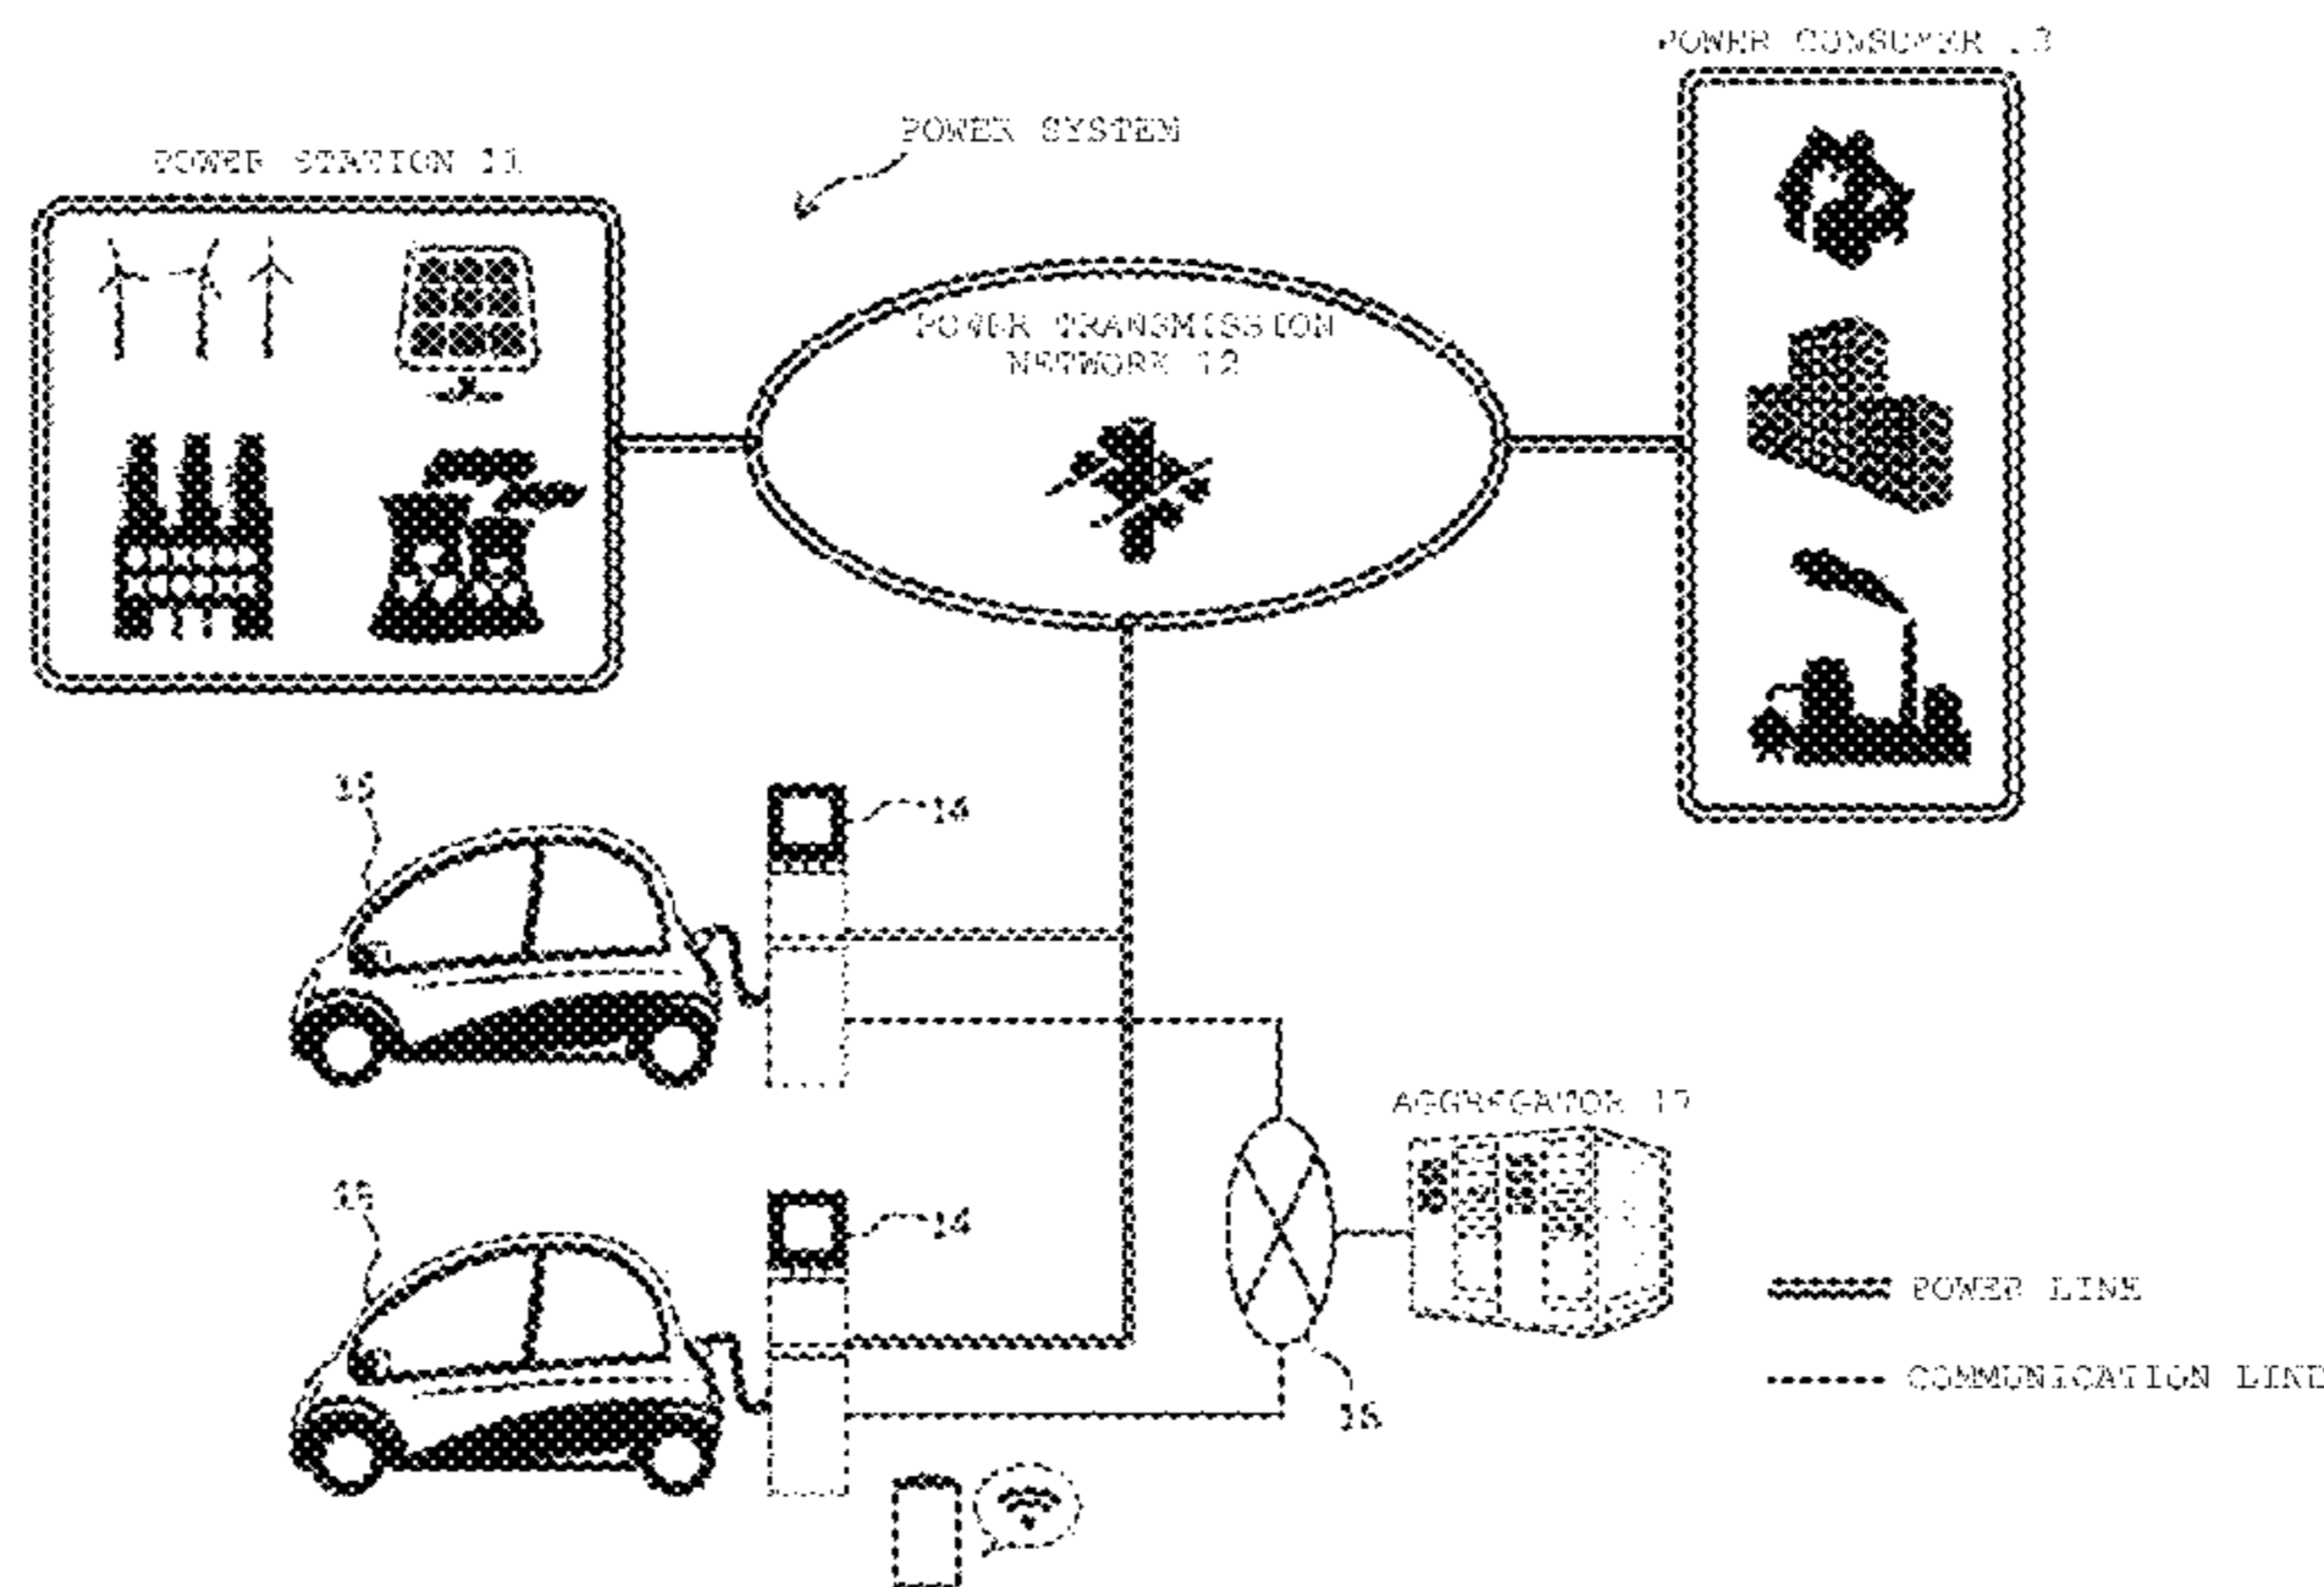 POWER CONSUMER 13
POWER SYSTEM
POWER STATION 11
POWER TRANSMISSION
NETWORK 12
15
14
AGGREGATOR 17
15
14
POWER LINE
COMMUNICATION LINE
16